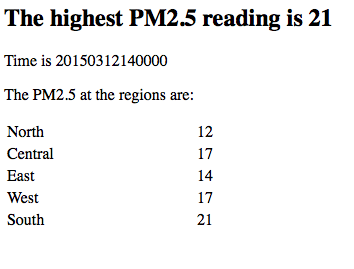 The highest PM2.5 reading is 21
Time is 20150312140000
The PM2.5 at the regions are:
North 12
Central 17
East 14
West 17
South 21